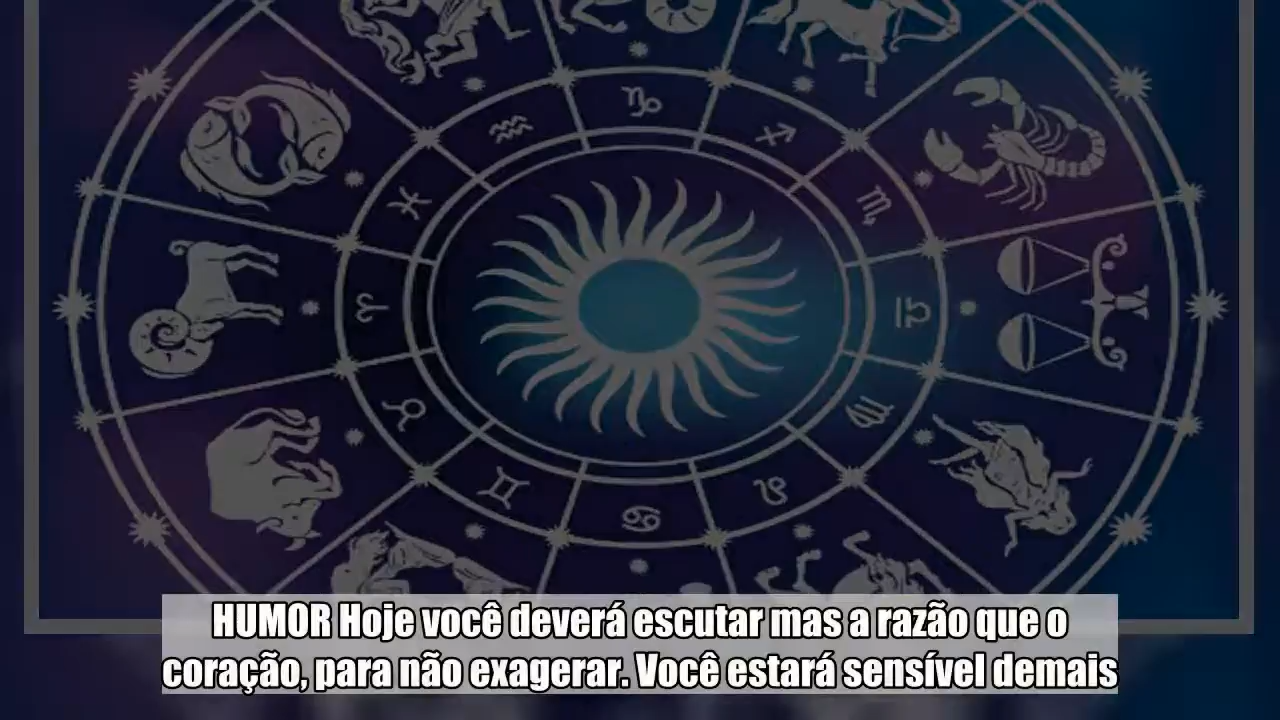 HUMOR Hoje você deverá escutar mas a razão que o
coração, para não exagerar. Você estará sensível demais